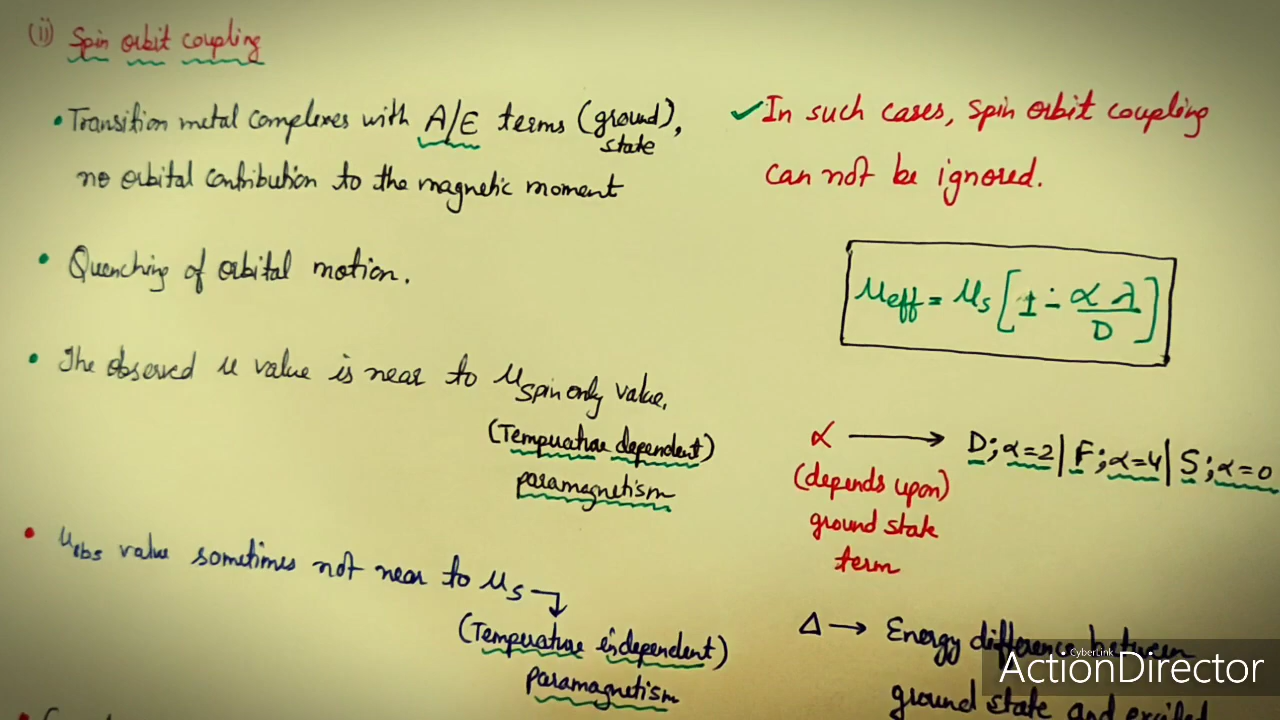 (ii) Spin orbit coupling
• Transition metal complexes with A/E terms (ground state),
no orbital contribution to the magnetic moment
• Quenching of orbital motion.
• The observed μ value is near to μ spin only value.
(Temperature dependent)
paramagnetism
• μobs value sometimes not near to μs
(Temperature independent)
paramagnetism
✓ In such cases, spin orbit coupling
can not be ignored.
μeff = μs [1 - αλ/D]
α → D; α=2 | F; α=4 | S; α=0
(depends upon)
ground state
term
Δ → Energy difference between
ground state and excited
CyberLink
ActionDirector